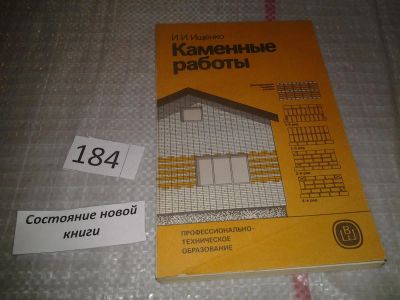 И.И.Ищенко
Каменные
работы
184
Состояние новой
книги
ПРОФЕССИОНАЛЬНО-
ТЕХНИЧЕСКОЕ
ОБРАЗОВАНИЕ